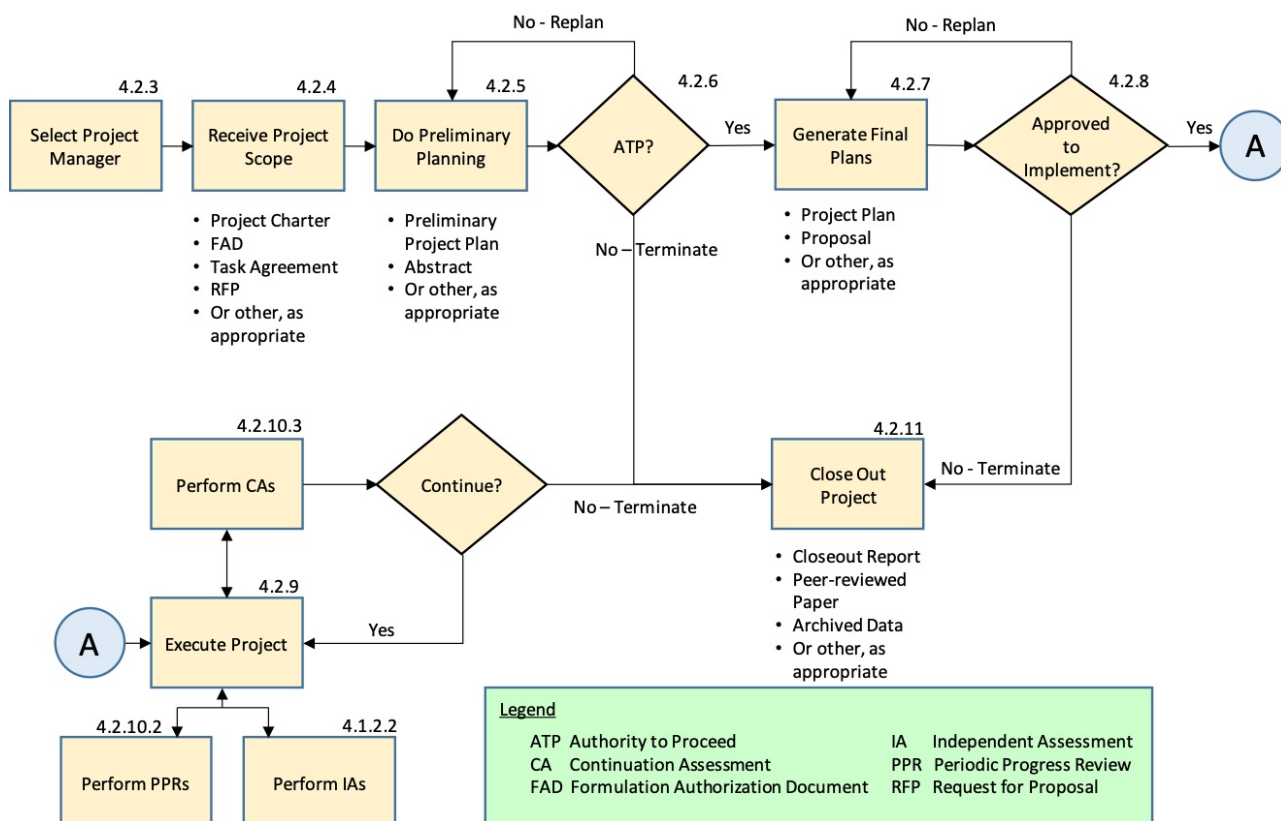 No - Replan
No - Replan
4.2.3
4.2.4
4.2.5
4.2.6
4.2.7
4.2.8
Select Project
Manager
Receive Project
Scope
Do Preliminary
Planning
ATP?
Yes
Generate Final
Plans
Approved
to
Implement?
Yes
A
• Project Charter
• FAD
• Task Agreement
• RFP
• Or other, as
appropriate
• Preliminary
Project Plan
• Abstract
• Or other, as
appropriate
No – Terminate
• Project Plan
• Proposal
• Or other, as
appropriate
4.2.10.3
Perform CAs
Continue?
No – Terminate
4.2.11
Close Out
Project
No - Terminate
• Closeout Report
• Peer-reviewed
Paper
• Archived Data
• Or other, as
appropriate
4.2.9
A
Execute Project
Yes
4.2.10.2
Perform PPRs
4.1.2.2
Perform IAs
Legend
ATP Authority to Proceed
CA Continuation Assessment
FAD Formulation Authorization Document
IA Independent Assessment
PPR Periodic Progress Review
RFP Request for Proposal